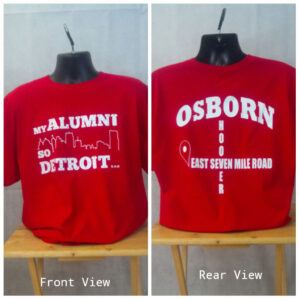 MY ALUMNI
SO
DETROIT...
Front View
OSBORN
HOOVER
EAST SEVEN MILE ROAD
Rear View